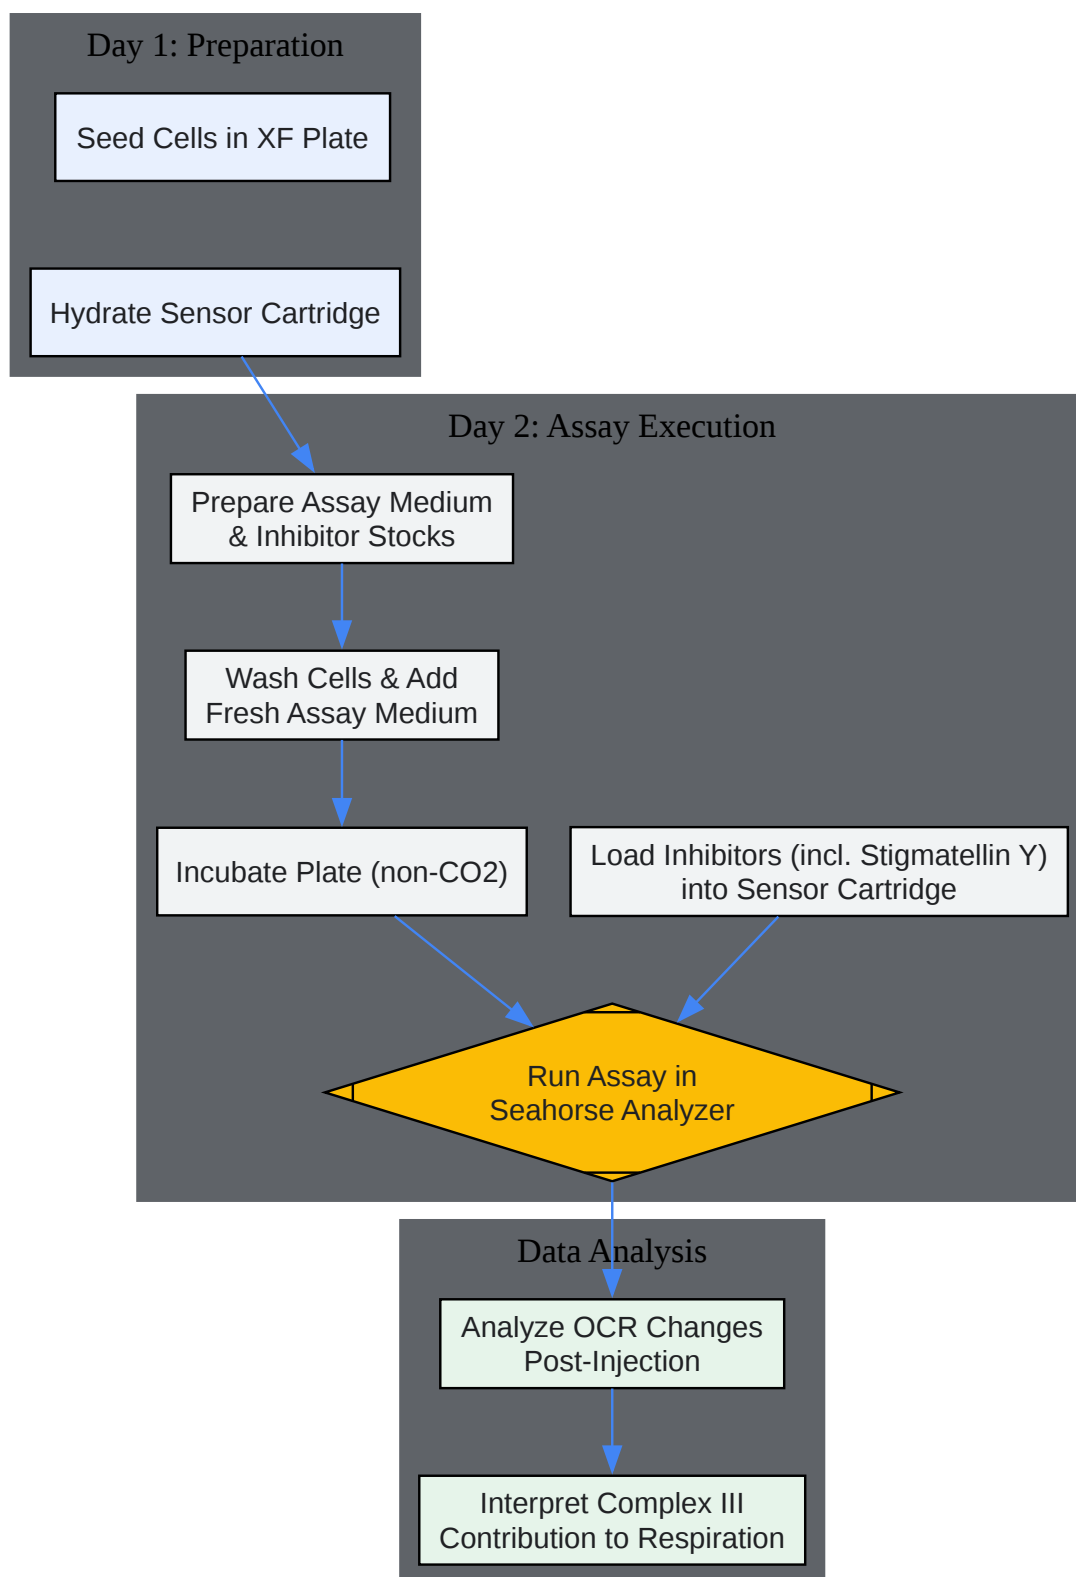 Day 1: Preparation
Seed Cells in XF Plate
Hydrate Sensor Cartridge
Day 2: Assay Execution
Prepare Assay Medium
& Inhibitor Stocks
Wash Cells & Add
Fresh Assay Medium
Incubate Plate (non-CO2)
Load Inhibitors (incl. Stigmatellin Y)
into Sensor Cartridge
Run Assay in
Seahorse Analyzer
Data Analysis
Analyze OCR Changes
Post-Injection
Interpret Complex III
Contribution to Respiration